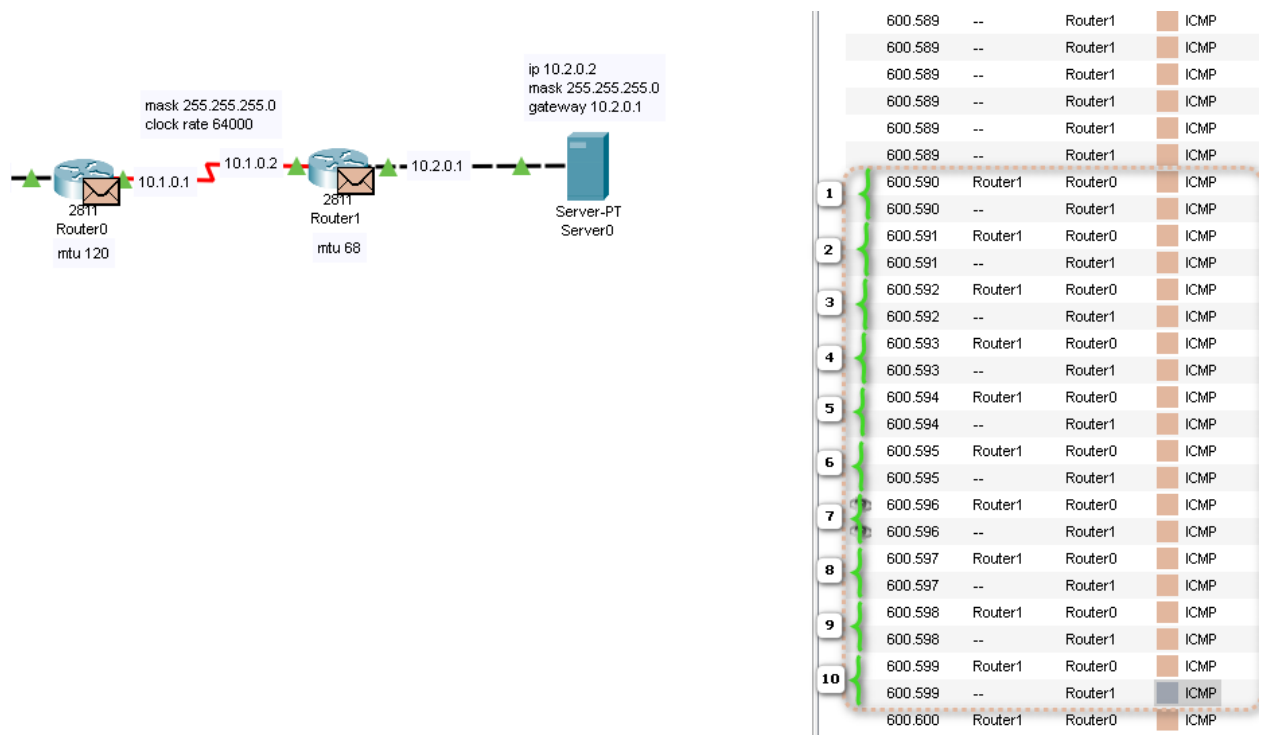 ip 10.2.0.2
mask 255.255.255.0
gateway 10.2.0.1
mask 255.255.255.0
clock rate 64000
10.1.0.1
10.1.0.2
10.2.0.1
2811
Router0
mtu 120
2811
Router1
mtu 68
Server-PT
Server0
600.589 -- Router1 ICMP
600.589 -- Router1 ICMP
600.589 -- Router1 ICMP
600.589 -- Router1 ICMP
600.589 -- Router1 ICMP
600.589 -- Router1 ICMP
1
600.590 Router1 Router0 ICMP
600.590 -- Router1 ICMP
2
600.591 Router1 Router0 ICMP
600.591 -- Router1 ICMP
3
600.592 Router1 Router0 ICMP
600.592 -- Router1 ICMP
4
600.593 Router1 Router0 ICMP
600.593 -- Router1 ICMP
5
600.594 Router1 Router0 ICMP
600.594 -- Router1 ICMP
6
600.595 Router1 Router0 ICMP
600.595 -- Router1 ICMP
7
600.596 Router1 Router0 ICMP
600.596 -- Router1 ICMP
8
600.597 Router1 Router0 ICMP
600.597 -- Router1 ICMP
9
600.598 Router1 Router0 ICMP
600.598 -- Router1 ICMP
10
600.599 Router1 Router0 ICMP
600.599 -- Router1 ICMP
600.600 Router1 Router0 ICMP